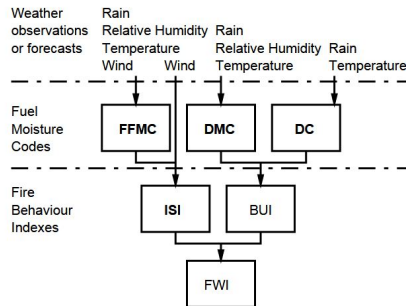 Weather
observations
or forecasts
Rain
Relative Humidity
Temperature
Wind
Wind
Rain
Relative Humidity
Temperature
Rain
Temperature
Fuel
Moisture
Codes
FFMC
DMC
DC
Fire
Behaviour
Indexes
ISI
BUI
FWI